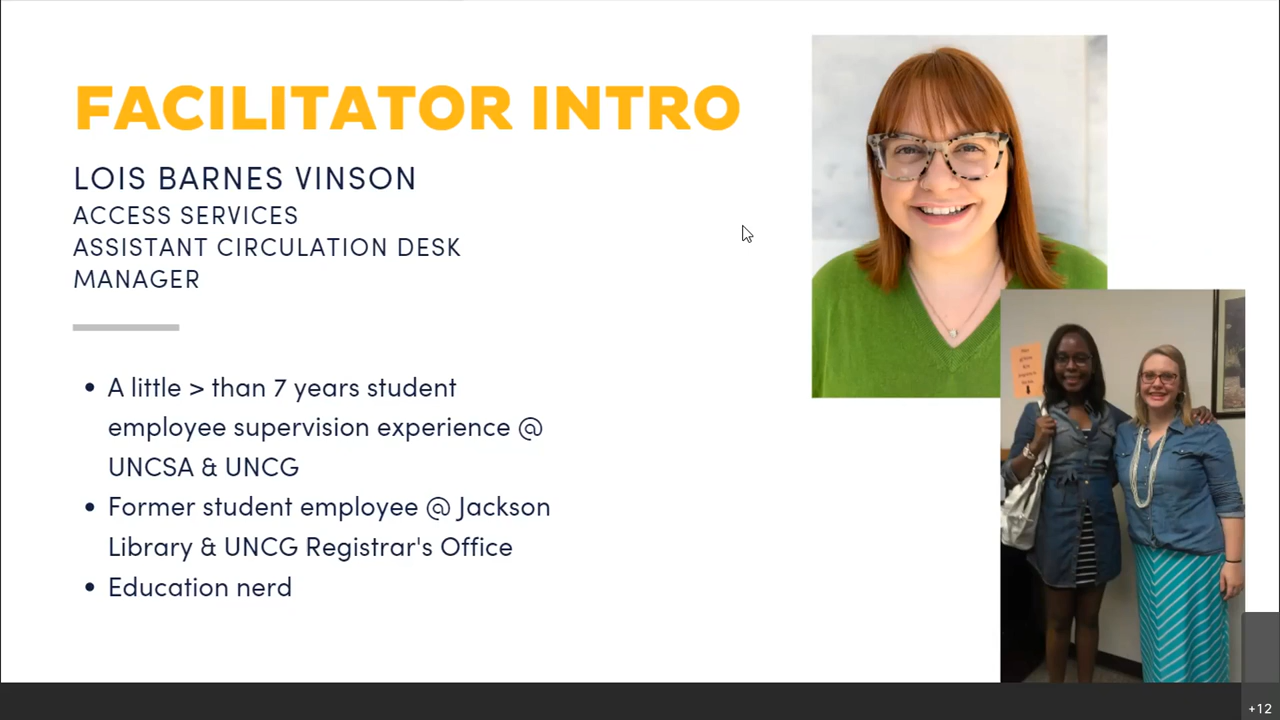 FACILITATOR INTRO
LOIS BARNES VINSON
ACCESS SERVICES
ASSISTANT CIRCULATION DESK
MANAGER
• A little > than 7 years student
employee supervision experience @
UNCSA & UNCG
• Former student employee @ Jackson
Library & UNCG Registrar's Office
• Education nerd
+12